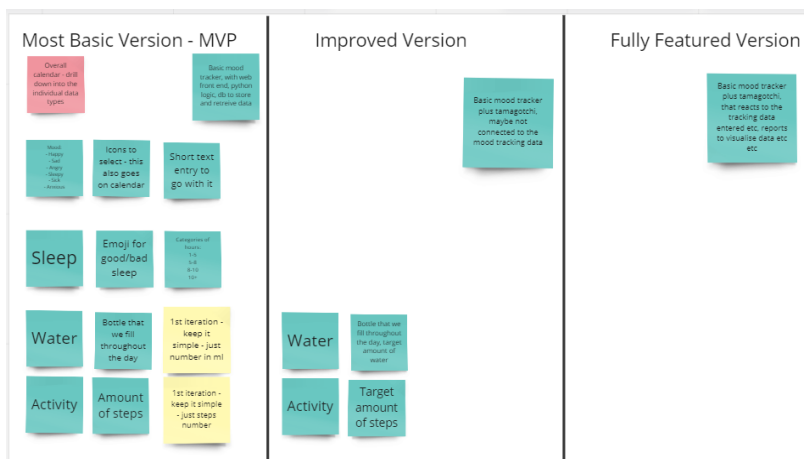 Most Basic Version - MVP
Improved Version
Fully Featured Version
Overall
calendar - drill
down into the
individual data
types
Basic mood
tracker, with web
front end, python
logic, db to store
and retreive data
Basic mood tracker
plus tamagotchi,
maybe not
connected to the
mood tracking data
Basic mood tracker
plus tamagotchi,
that reacts to the
tracking data
entered etc, reports
to visualise data etc
etc
Mood
- Happy
- Sad
- Angry
- Sleepy
- Sick
- Anxious
Icons to
select - this
also goes
on calendar
Short text
entry to
go with it
Sleep
Emoji for
good/bad
sleep
Categories of
hours:
1-5
5-8
8-10
10+
Water
Bottle that
we fill
throughout
the day
1st iteration -
keep it
simple - just
number in ml
Water
Bottle that we
fill throughout
the day, target
amount of
water
Activity
Amount
of steps
1st iteration -
keep it simple
- just steps
number
Activity
Target
amount
of steps